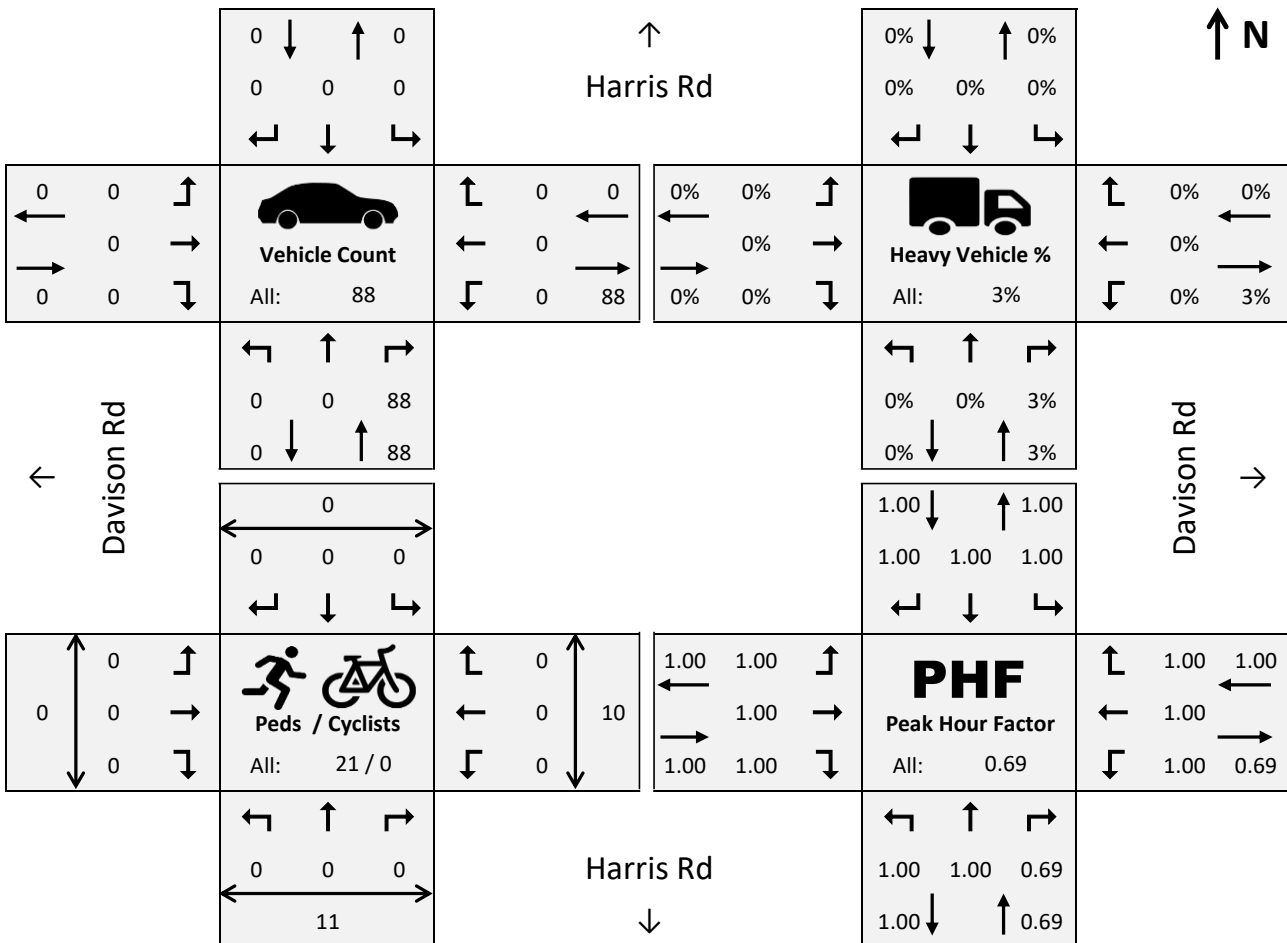 0 0 0% 0% N
Harris Rd
0 0 0 0% 0% 0%
0 0 0 0 0% 0% 0% 0%
0 Vehicle Count 0 0% Heavy Vehicle % 0%
0 0 All: 88 0 88 0% 0% All: 3% 0% 3%
0 0 88 0% 0% 3%
0 88 0% 3%
Davison Rd Davison Rd
0 1.00 1.00
0 0 0 1.00 1.00 1.00
0 0 1.00 1.00 PHF 1.00 1.00
0 0 Peds / Cyclists 0 10 1.00 Peak Hour Factor 1.00
0 All: 21 / 0 0 1.00 1.00 All: 0.69 1.00 0.69
0 0 0 Harris Rd 1.00 1.00 0.69
11 1.00 0.69